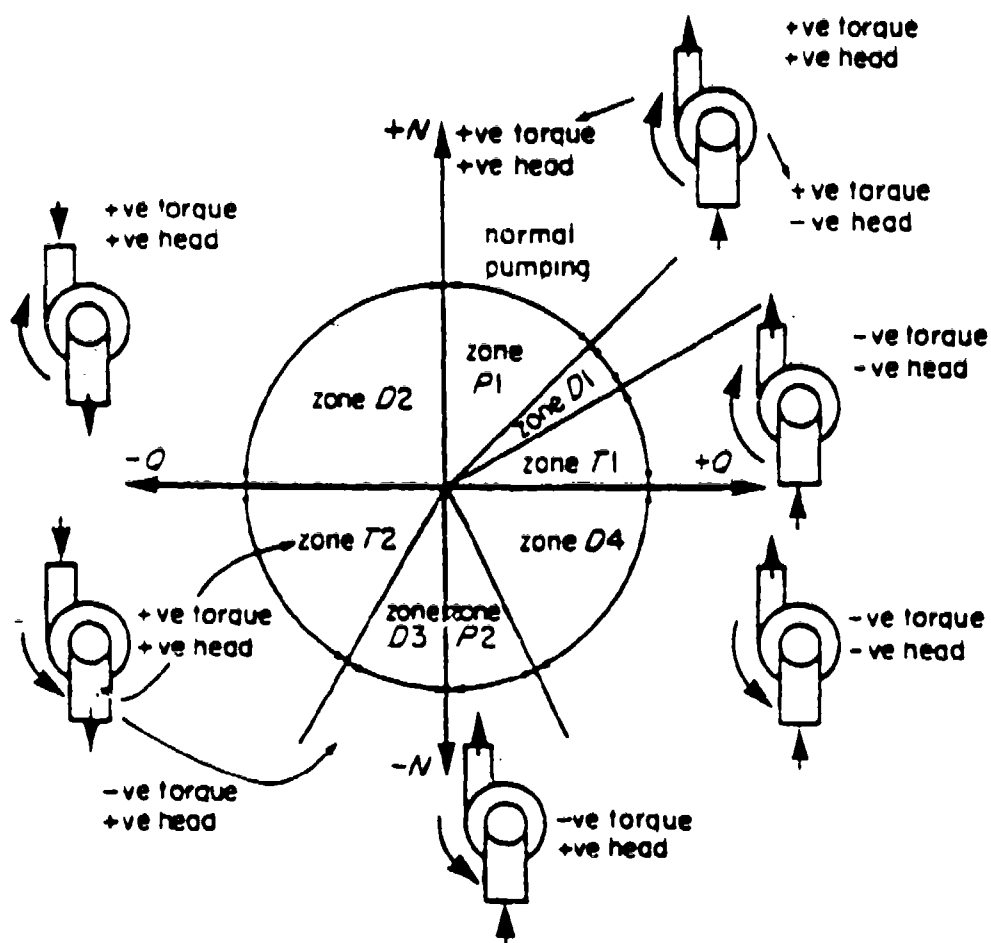 +ve torque
+ve head
+N
+ve torque
+ve head
+ve torque
-ve head
+ve torque
+ve head
normal
pumping
zone
P1
zone D1
zone D2
-ve torque
-ve head
-Q
zone T1
+Q
zone T2
zone D4
+ve torque
+ve head
zone
D3
zone
P2
-ve torque
-ve head
-N
-ve torque
+ve head
-ve torque
+ve head